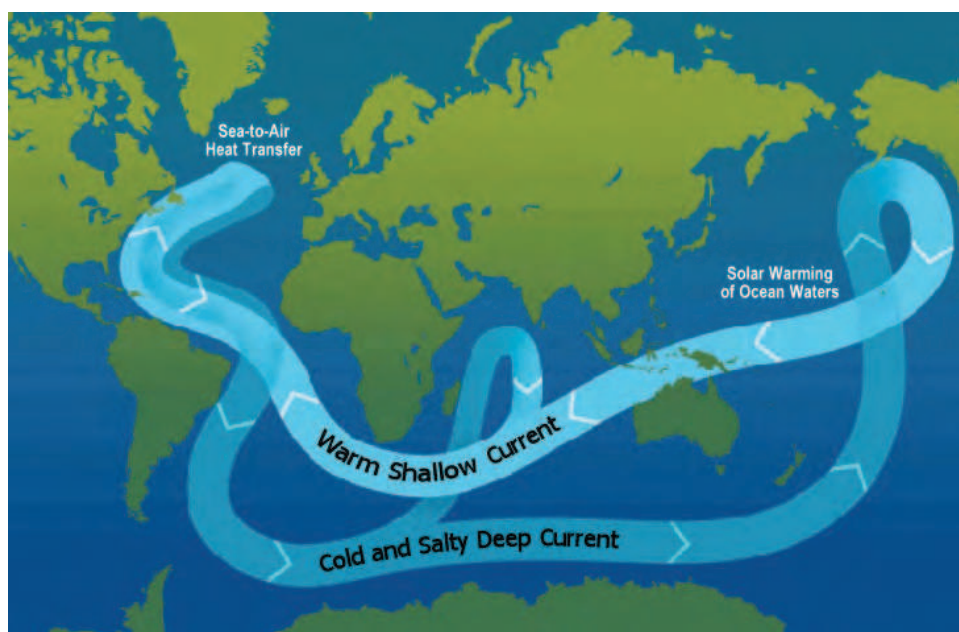 Sea-to-Air
Heat Transfer
Solar Warming
of Ocean Waters
Warm Shallow Current
Cold and Salty Deep Current